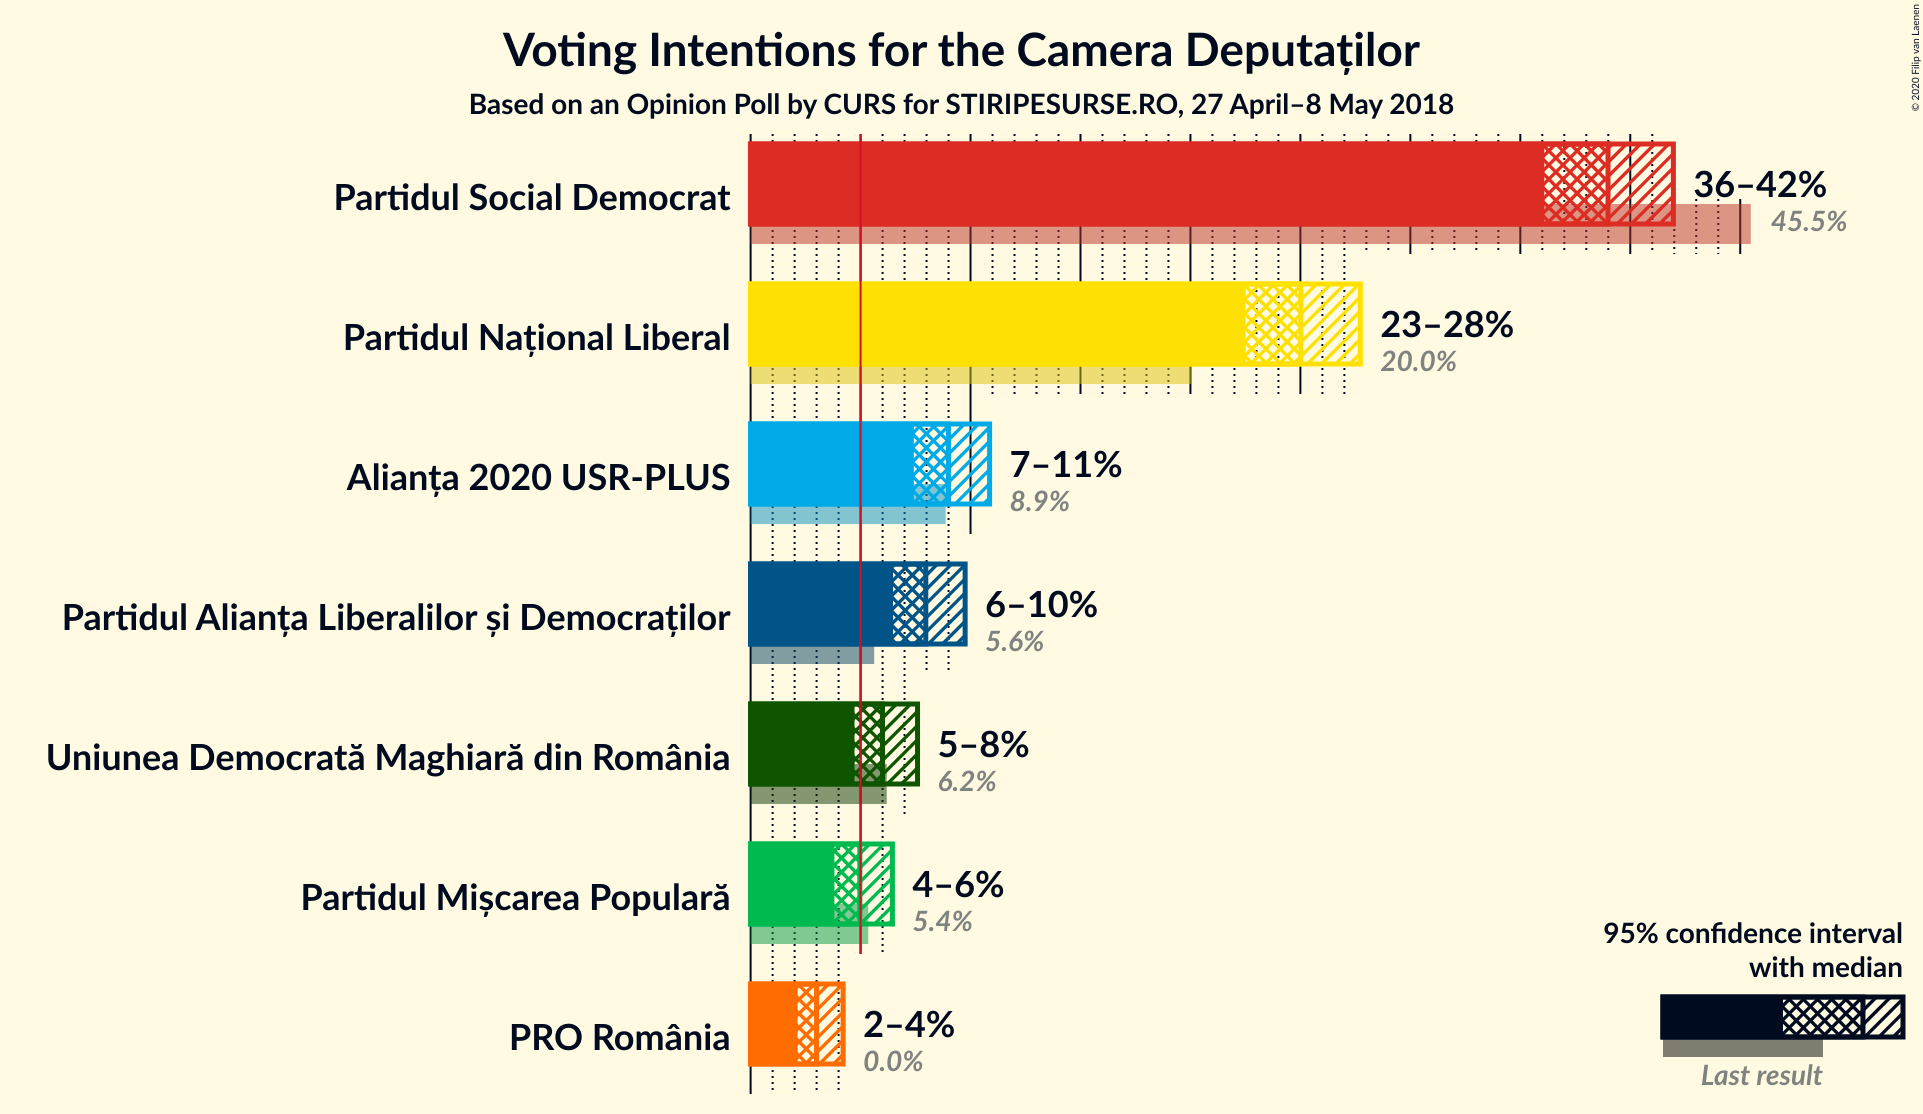 Voting Intentions for the Camera Deputaților
Based on an Opinion Poll by CURS for STIRIPESURSE.RO, 27 April–8 May 2018
© 2020 Filip van Laenen
Partidul Social Democrat
36–42%
45.5%
Partidul Național Liberal
23–28%
20.0%
Alianța 2020 USR-PLUS
7–11%
8.9%
Partidul Alianța Liberalilor și Democraților
6–10%
5.6%
Uniunea Democrată Maghiară din România
5–8%
6.2%
Partidul Mișcarea Populară
4–6%
5.4%
PRO România
2–4%
0.0%
95% confidence interval
with median
Last result